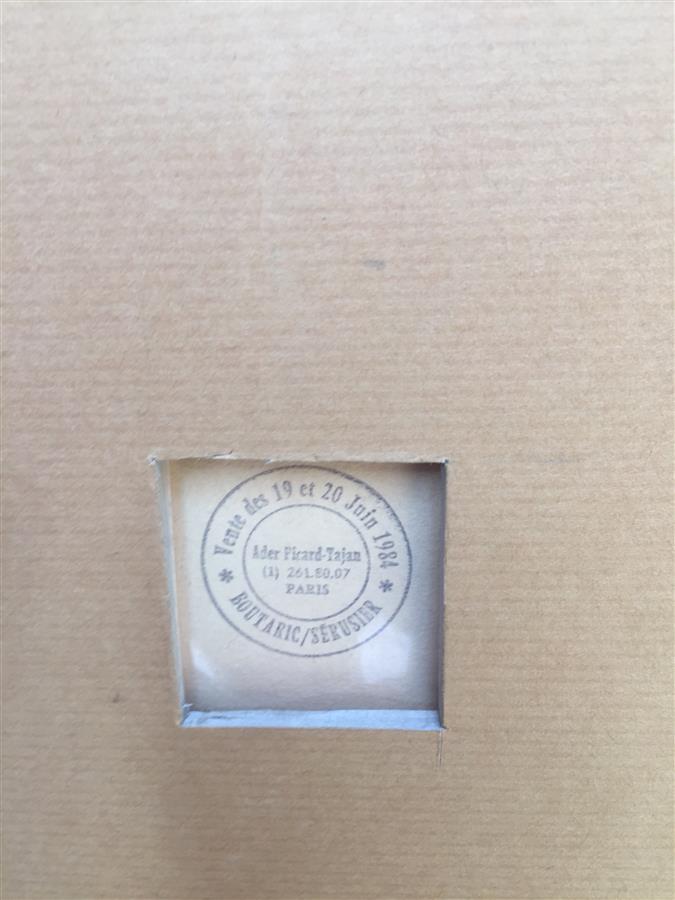 * Vente des 19 et 20 Juin 1984 *
Ader Picard-Tajan
(1) 261.80.07
PARIS
BOUTARIC/SÉRUSIER